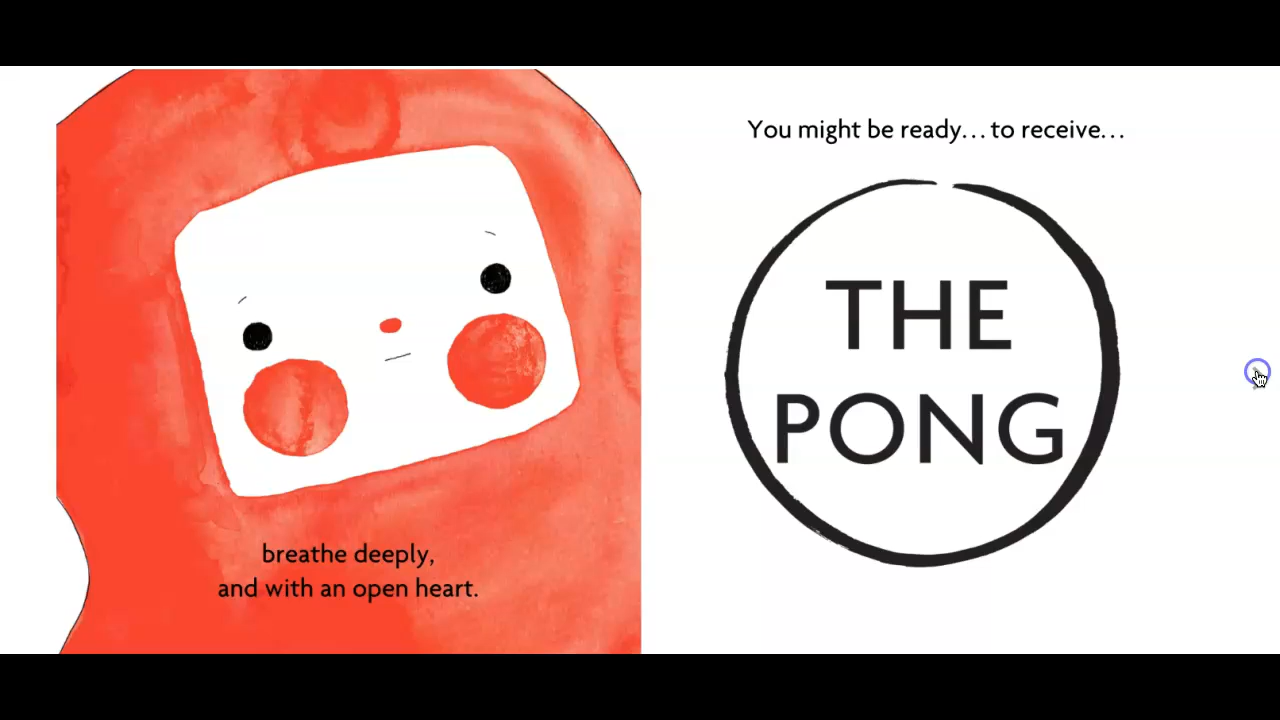 breathe deeply,
and with an open heart.
You might be ready… to receive…
THE
PONG